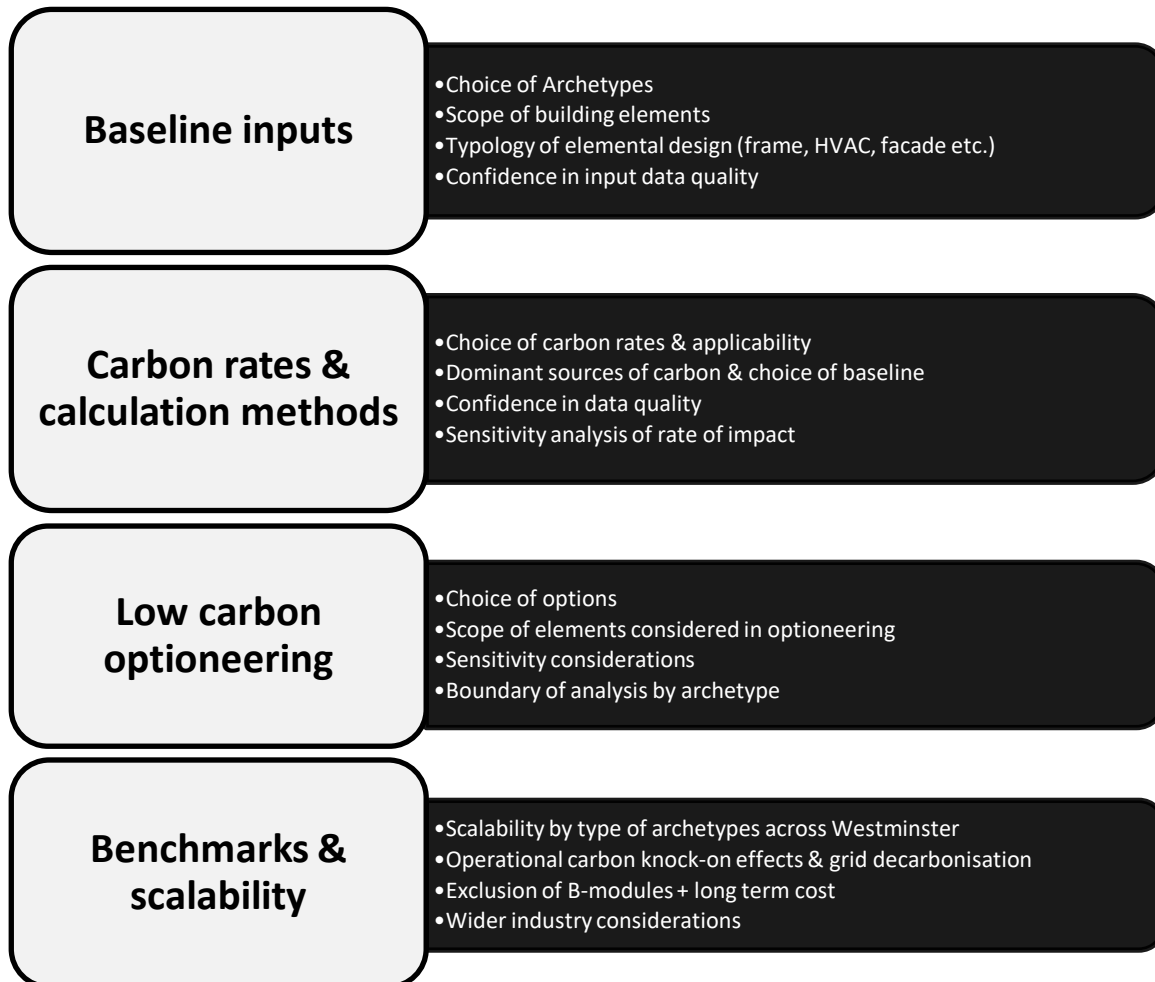 Baseline inputs
•Choice of Archetypes
•Scope of building elements
•Typology of elemental design (frame, HVAC, facade etc.)
•Confidence in input data quality
Carbon rates &
calculation methods
•Choice of carbon rates & applicability
•Dominant sources of carbon & choice of baseline
•Confidence in data quality
•Sensitivity analysis of rate of impact
Low carbon
optioneering
•Choice of options
•Scope of elements considered in optioneering
•Sensitivity considerations
•Boundary of analysis by archetype
Benchmarks &
scalability
•Scalability by type of archetypes across Westminster
•Operational carbon knock-on effects & grid decarbonisation
•Exclusion of B-modules + long term cost
•Wider industry considerations